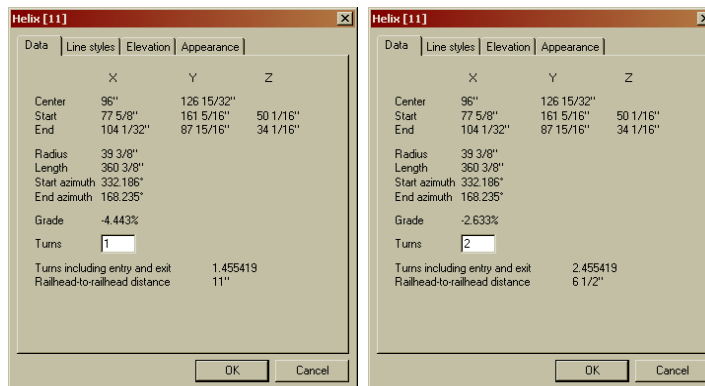 Helix [11]
Data Line styles Elevation Appearance
X Y Z
Center 96" 126 15/32"
Start 77 5/8" 161 5/16" 50 1/16"
End 104 1/32" 87 15/16" 34 1/16"
Radius 39 3/8"
Length 360 3/8"
Start azimuth 332.186°
End azimuth 168.235°
Grade -4.443%
Turns 1
Turns including entry and exit 1.455419
Railhead-to-railhead distance 11"
OK Cancel
Helix [11]
Data Line styles Elevation Appearance
X Y Z
Center 96" 126 15/32"
Start 77 5/8" 161 5/16" 50 1/16"
End 104 1/32" 87 15/16" 34 1/16"
Radius 39 3/8"
Length 360 3/8"
Start azimuth 332.186°
End azimuth 168.235°
Grade -2.633%
Turns 2
Turns including entry and exit 2.455419
Railhead-to-railhead distance 6 1/2"
OK Cancel